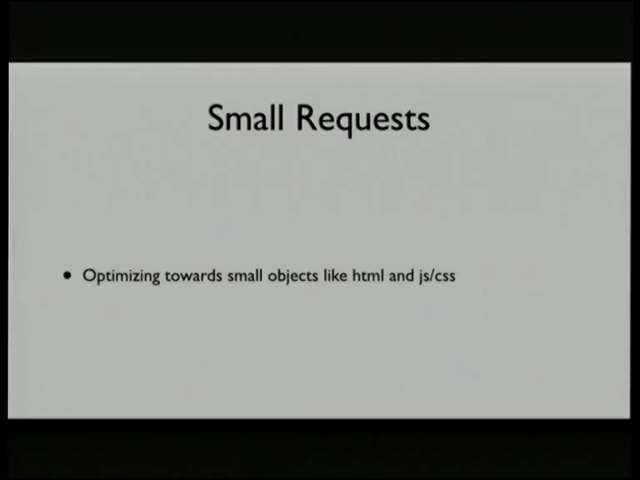 Small Requests
• Optimizing towards small objects like html and js/css